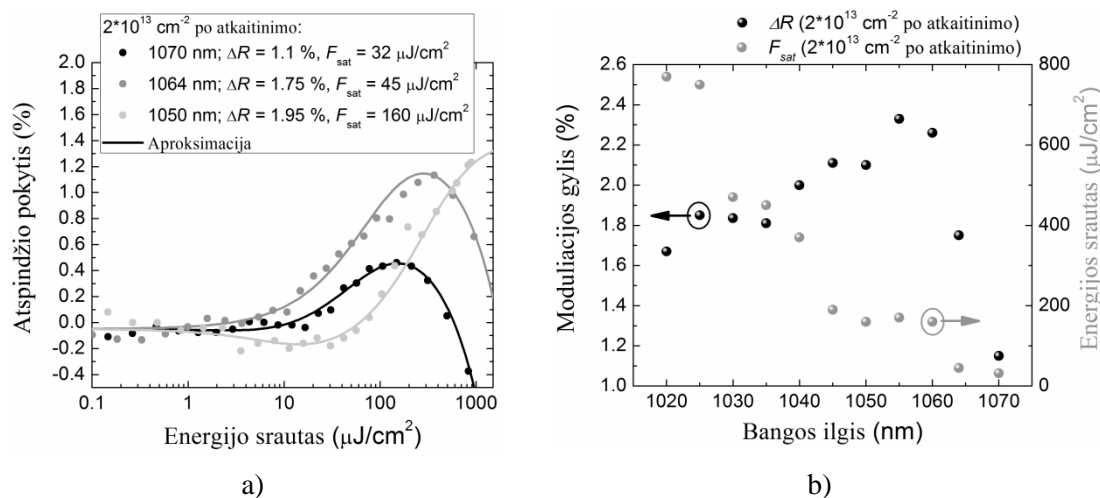 2*10¹³ cm⁻² po atkaitinimo:
1070 nm; ΔR = 1.1 %, F_sat = 32 μJ/cm²
1064 nm; ΔR = 1.75 %, F_sat = 45 μJ/cm²
1050 nm; ΔR = 1.95 %, F_sat = 160 μJ/cm²
Aproksimacija
Atspindžio pokytis (%)
2.0
1.8
1.6
1.4
1.2
1.0
0.8
0.6
0.4
0.2
0.0
-0.2
-0.4
0.1 1 10 100 1000
Energijo srautas (μJ/cm²)
a)
ΔR (2*10¹³ cm⁻² po atkaitinimo)
F_sat (2*10¹³ cm⁻² po atkaitinimo)
Moduliacijos gylis (%)
2.6
2.4
2.2
2.0
1.8
1.6
1.4
1.2
1.0
800
600
400
200
0
Energijos srautas (μJ/cm²)
1020 1030 1040 1050 1060 1070
Bangos ilgis (nm)
b)